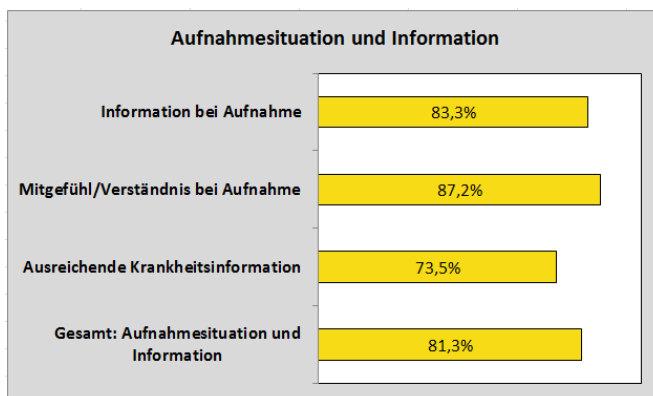 Aufnahmesituation und Information
Information bei Aufnahme
83,3%
Mitgefühl/Verständnis bei Aufnahme
87,2%
Ausreichende Krankheitsinformation
73,5%
Gesamt: Aufnahmesituation und
Information
81,3%